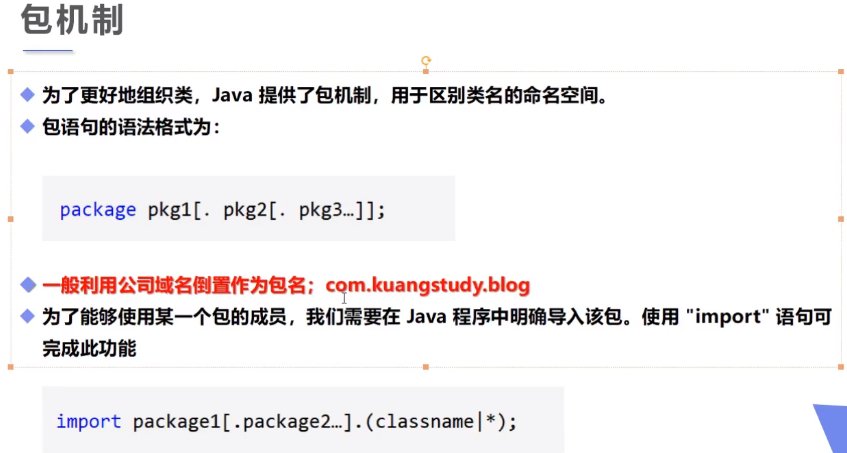 包机制
为了更好地组织类，Java 提供了包机制，用于区别类名的命名空间。
包语句的语法格式为：
package pkg1[. pkg2[. pkg3…]];
一般利用公司域名倒置作为包名；com.kuangstudy.blog
为了能够使用某一个包的成员，我们需要在 Java 程序中明确导入该包。使用 "import" 语句可
完成此功能
import package1[.package2…].(classname|*);